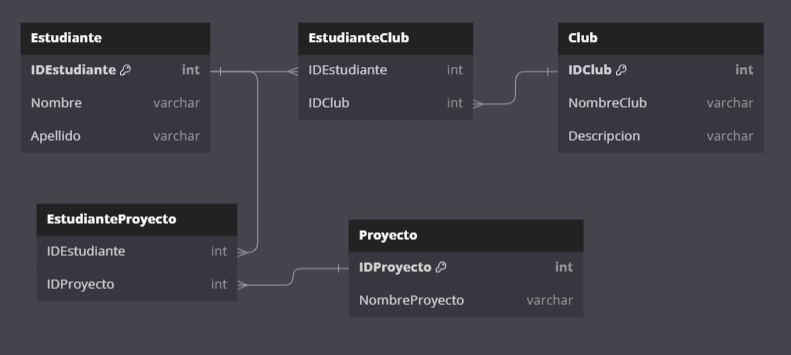 Estudiante
IDEstudiante int
Nombre varchar
Apellido varchar
EstudianteClub
IDEstudiante int
IDClub int
Club
IDClub int
NombreClub varchar
Descripcion varchar
EstudianteProyecto
IDEstudiante int
IDProyecto int
Proyecto
IDProyecto int
NombreProyecto varchar